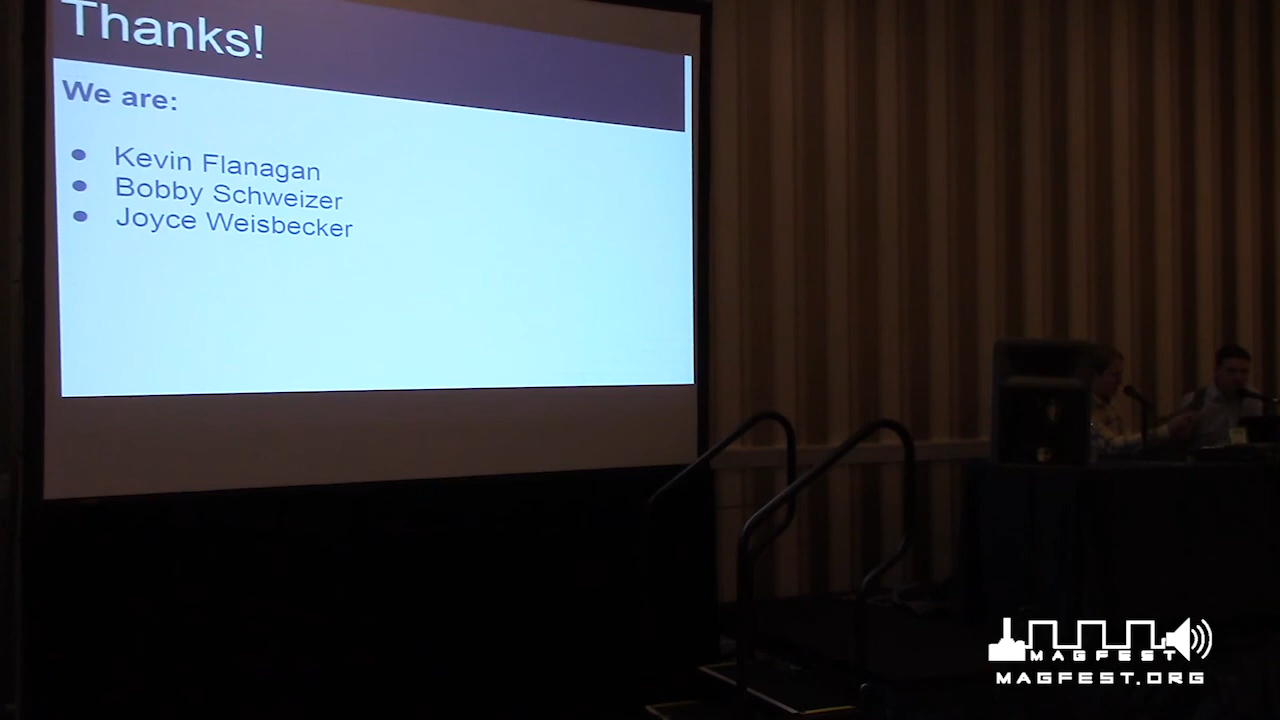 Thanks!
We are:
Kevin Flanagan
Bobby Schweizer
Joyce Weisbecker
MAGFEST
MAGFEST.ORG